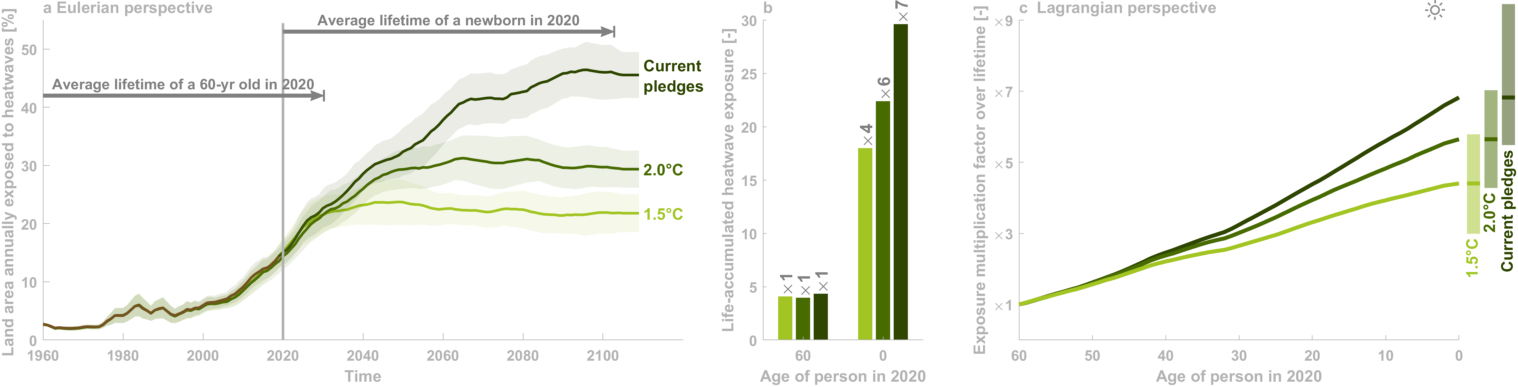 a Eulerian perspective
Land area annually exposed to heatwaves [%]
50
40
30
20
10
0
Average lifetime of a newborn in 2020
Average lifetime of a 60-yr old in 2020
Current
pledges
2.0°C
1.5°C
1960 1980 2000 2020 2040 2060 2080 2100
Time
b
Life-accumulated heatwave exposure [-]
30
25
20
15
10
5
0
×1 ×1 ×1
×4 ×6 ×7
60 0
Age of person in 2020
c Lagrangian perspective
Exposure multiplication factor over lifetime [-]
×9
×7
×5
×3
×1
60 50 40 30 20 10 0
Age of person in 2020
1.5°C
2.0°C
Current pledges